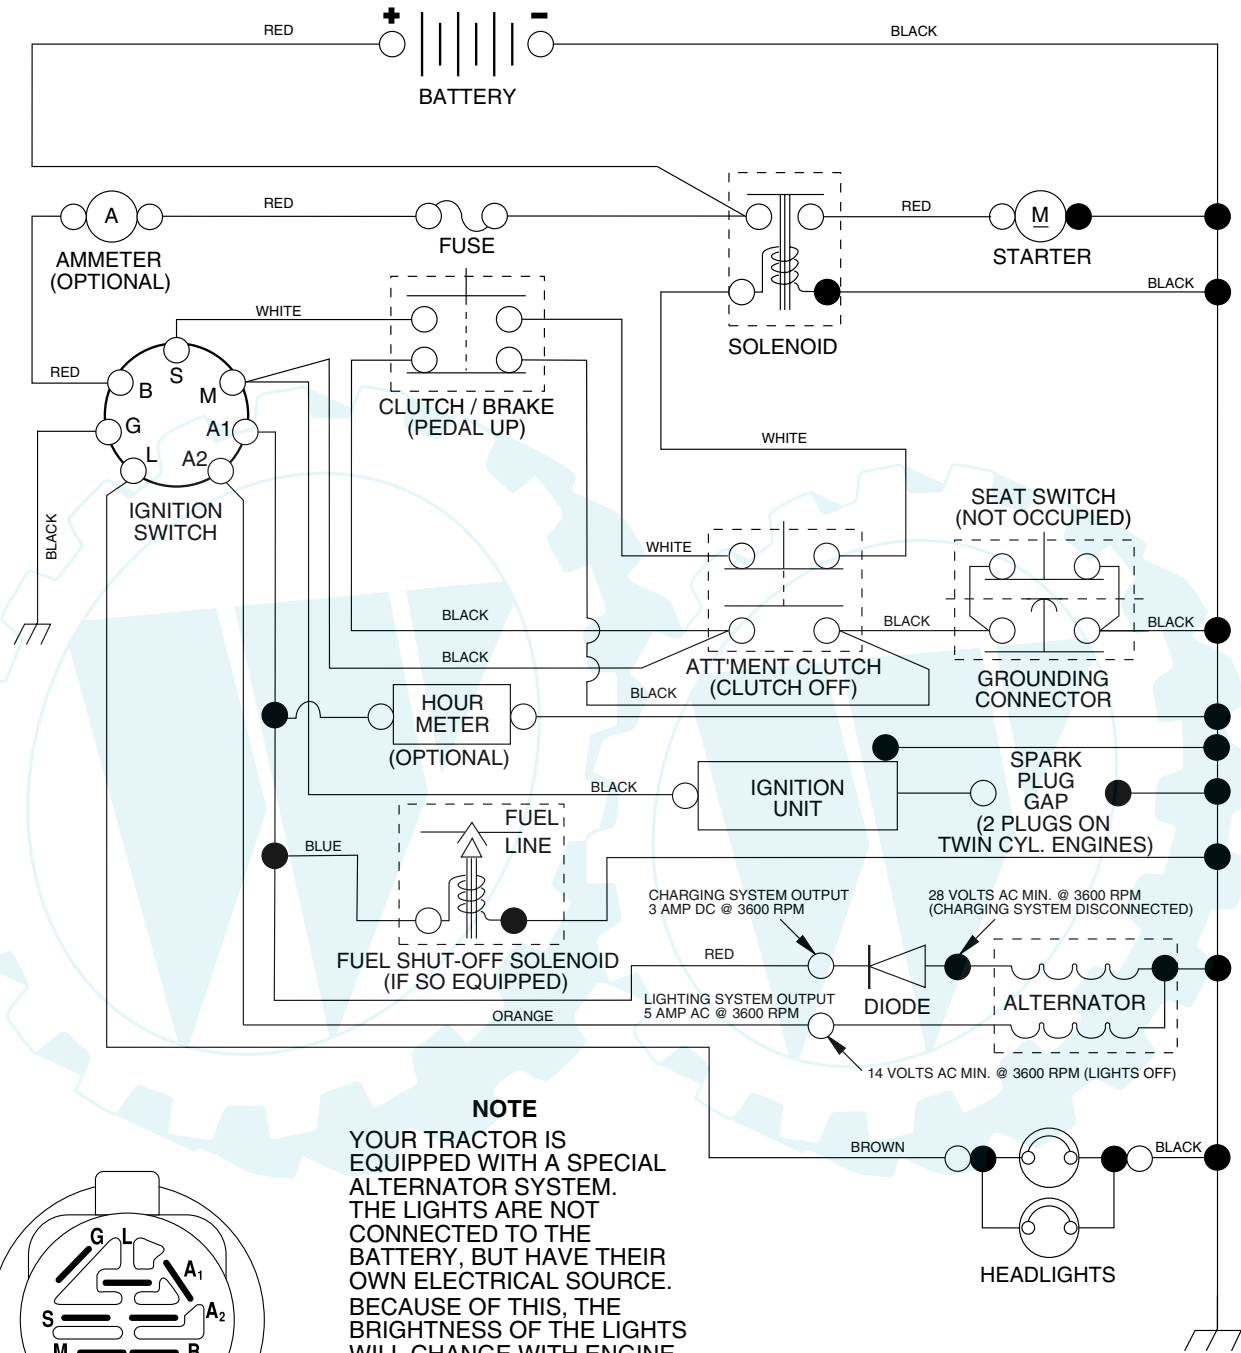 + −
RED
BLACK
BATTERY
RED
RED
A
M
AMMETER
(OPTIONAL)
FUSE
STARTER
BLACK
WHITE
SOLENOID
RED
B
S
M
G
A1
L
A2
CLUTCH / BRAKE
(PEDAL UP)
WHITE
IGNITION
SWITCH
BLACK
SEAT SWITCH
(NOT OCCUPIED)
WHITE
BLACK
BLACK
BLACK
BLACK
ATT'MENT CLUTCH
(CLUTCH OFF)
BLACK
GROUNDING
CONNECTOR
HOUR
METER
(OPTIONAL)
BLACK
IGNITION
UNIT
SPARK
PLUG
GAP
(2 PLUGS ON
TWIN CYL. ENGINES)
FUEL
LINE
BLUE
CHARGING SYSTEM OUTPUT
3 AMP DC @ 3600 RPM
28 VOLTS AC MIN. @ 3600 RPM
(CHARGING SYSTEM DISCONNECTED)
FUEL SHUT-OFF SOLENOID
(IF SO EQUIPPED)
RED
DIODE
ALTERNATOR
LIGHTING SYSTEM OUTPUT
5 AMP AC @ 3600 RPM
ORANGE
14 VOLTS AC MIN. @ 3600 RPM (LIGHTS OFF)
NOTE
YOUR TRACTOR IS
EQUIPPED WITH A SPECIAL
ALTERNATOR SYSTEM.
THE LIGHTS ARE NOT
CONNECTED TO THE
BATTERY, BUT HAVE THEIR
OWN ELECTRICAL SOURCE.
BECAUSE OF THIS, THE
BRIGHTNESS OF THE LIGHTS
WILL CHANGE WITH ENGINE
BROWN
BLACK
HEADLIGHTS
G L
A1
S
A2
M
B